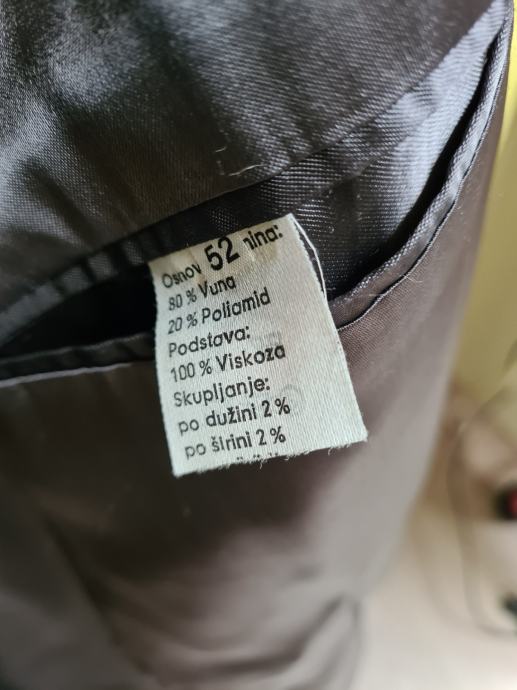 Osnov 52 nina:
80 % Vuna
20 % Poliamid
Podstava:
100 % Viskoza
Skupljanje:
po dužini 2 %
po širini 2 %